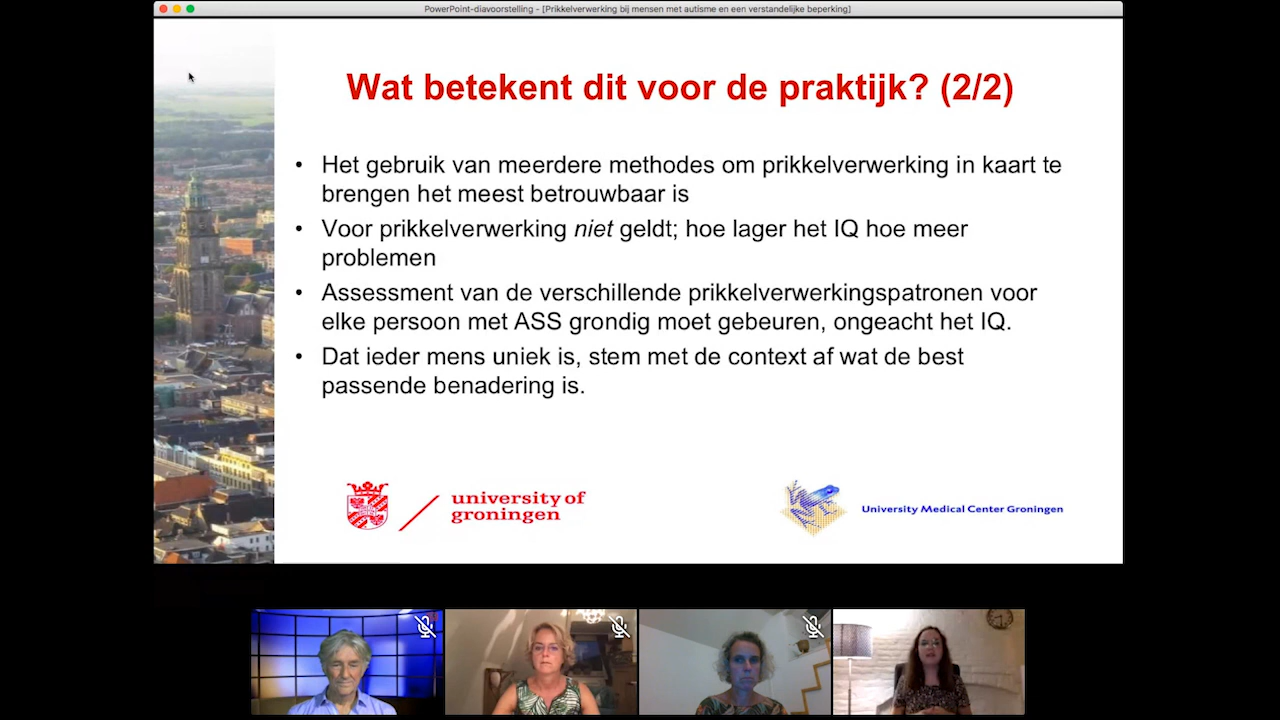 PowerPoint-diavoorstelling - [Prikkelverwerking bij mensen met autisme en een verstandelijke beperking]
Wat betekent dit voor de praktijk? (2/2)
• Het gebruik van meerdere methodes om prikkelverwerking in kaart te
brengen het meest betrouwbaar is
• Voor prikkelverwerking niet geldt; hoe lager het IQ hoe meer
problemen
• Assessment van de verschillende prikkelverwerkingspatronen voor
elke persoon met ASS grondig moet gebeuren, ongeacht het IQ.
• Dat ieder mens uniek is, stem met de context af wat de best
passende benadering is.
university of
groningen
University Medical Center Groningen